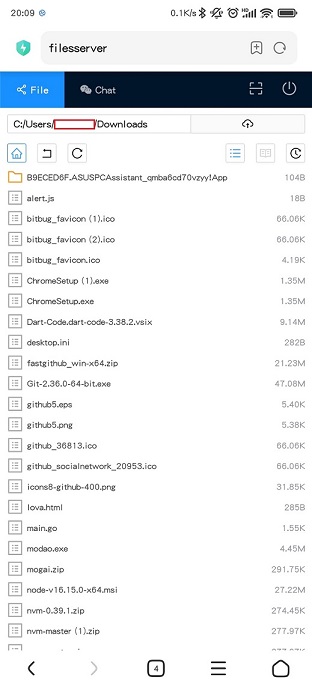 20:09
0.1K/s
HD
filesserver
File
Chat
C:/Users/ /Downloads
B9ECED6F.ASUSPCAssistant_qmba6cd70vzyy!App 104B
alert.js 18B
bitbug_favicon (1).ico 66.06K
bitbug_favicon (2).ico 66.06K
bitbug_favicon.ico 4.19K
ChromeSetup (1).exe 1.35M
ChromeSetup.exe 1.35M
Dart-Code.dart-code-3.38.2.vsix 9.14M
desktop.ini 282B
fastgithub_win-x64.zip 21.23M
Git-2.36.0-64-bit.exe 47.08M
github5.eps 5.40K
github5.png 5.38K
github_36813.ico 66.06K
github_socialnetwork_20953.ico 66.06K
icons8-github-400.png 31.85K
lova.html 285B
main.go 1.55K
modao.exe 4.45M
mogai.zip 291.75K
node-v16.15.0-x64.msi 27.22M
nvm-0.39.1.zip 274.45K
nvm-master (1).zip 277.97K
4